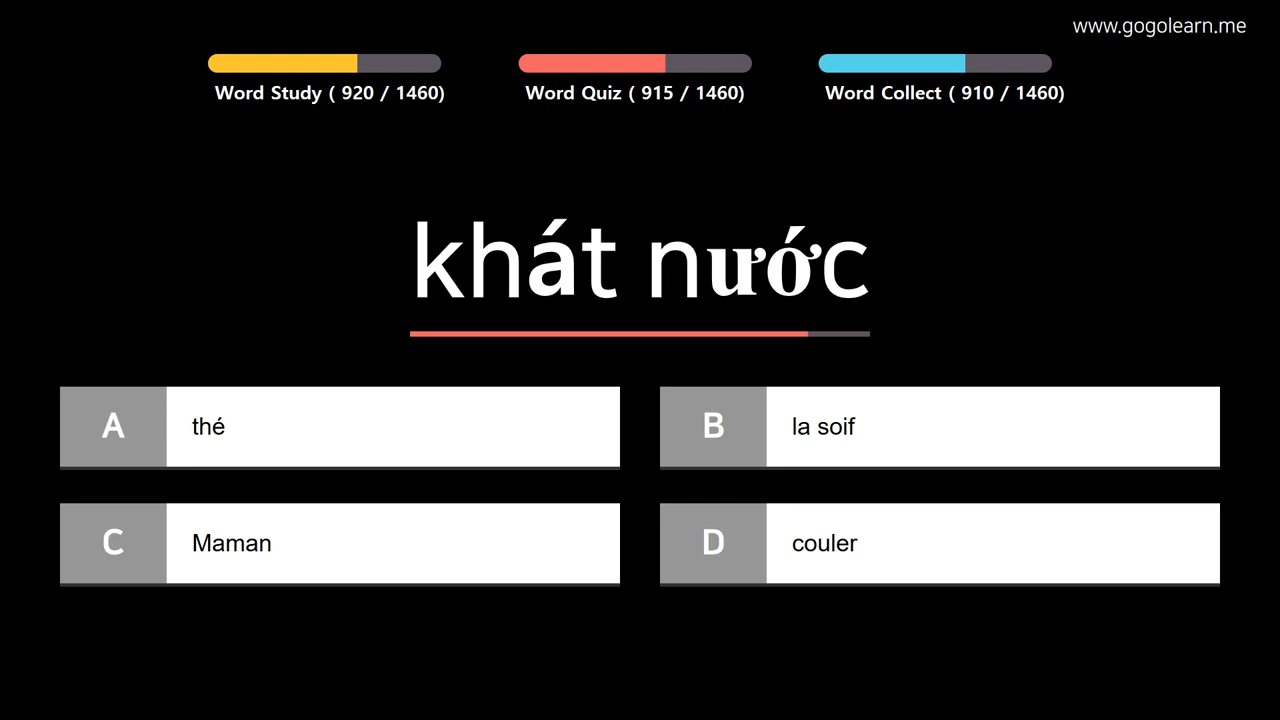 www.gogolearn.me
Word Study ( 920 / 1460)
Word Quiz ( 915 / 1460)
Word Collect ( 910 / 1460)
khát nước
A thé
B la soif
C Maman
D couler